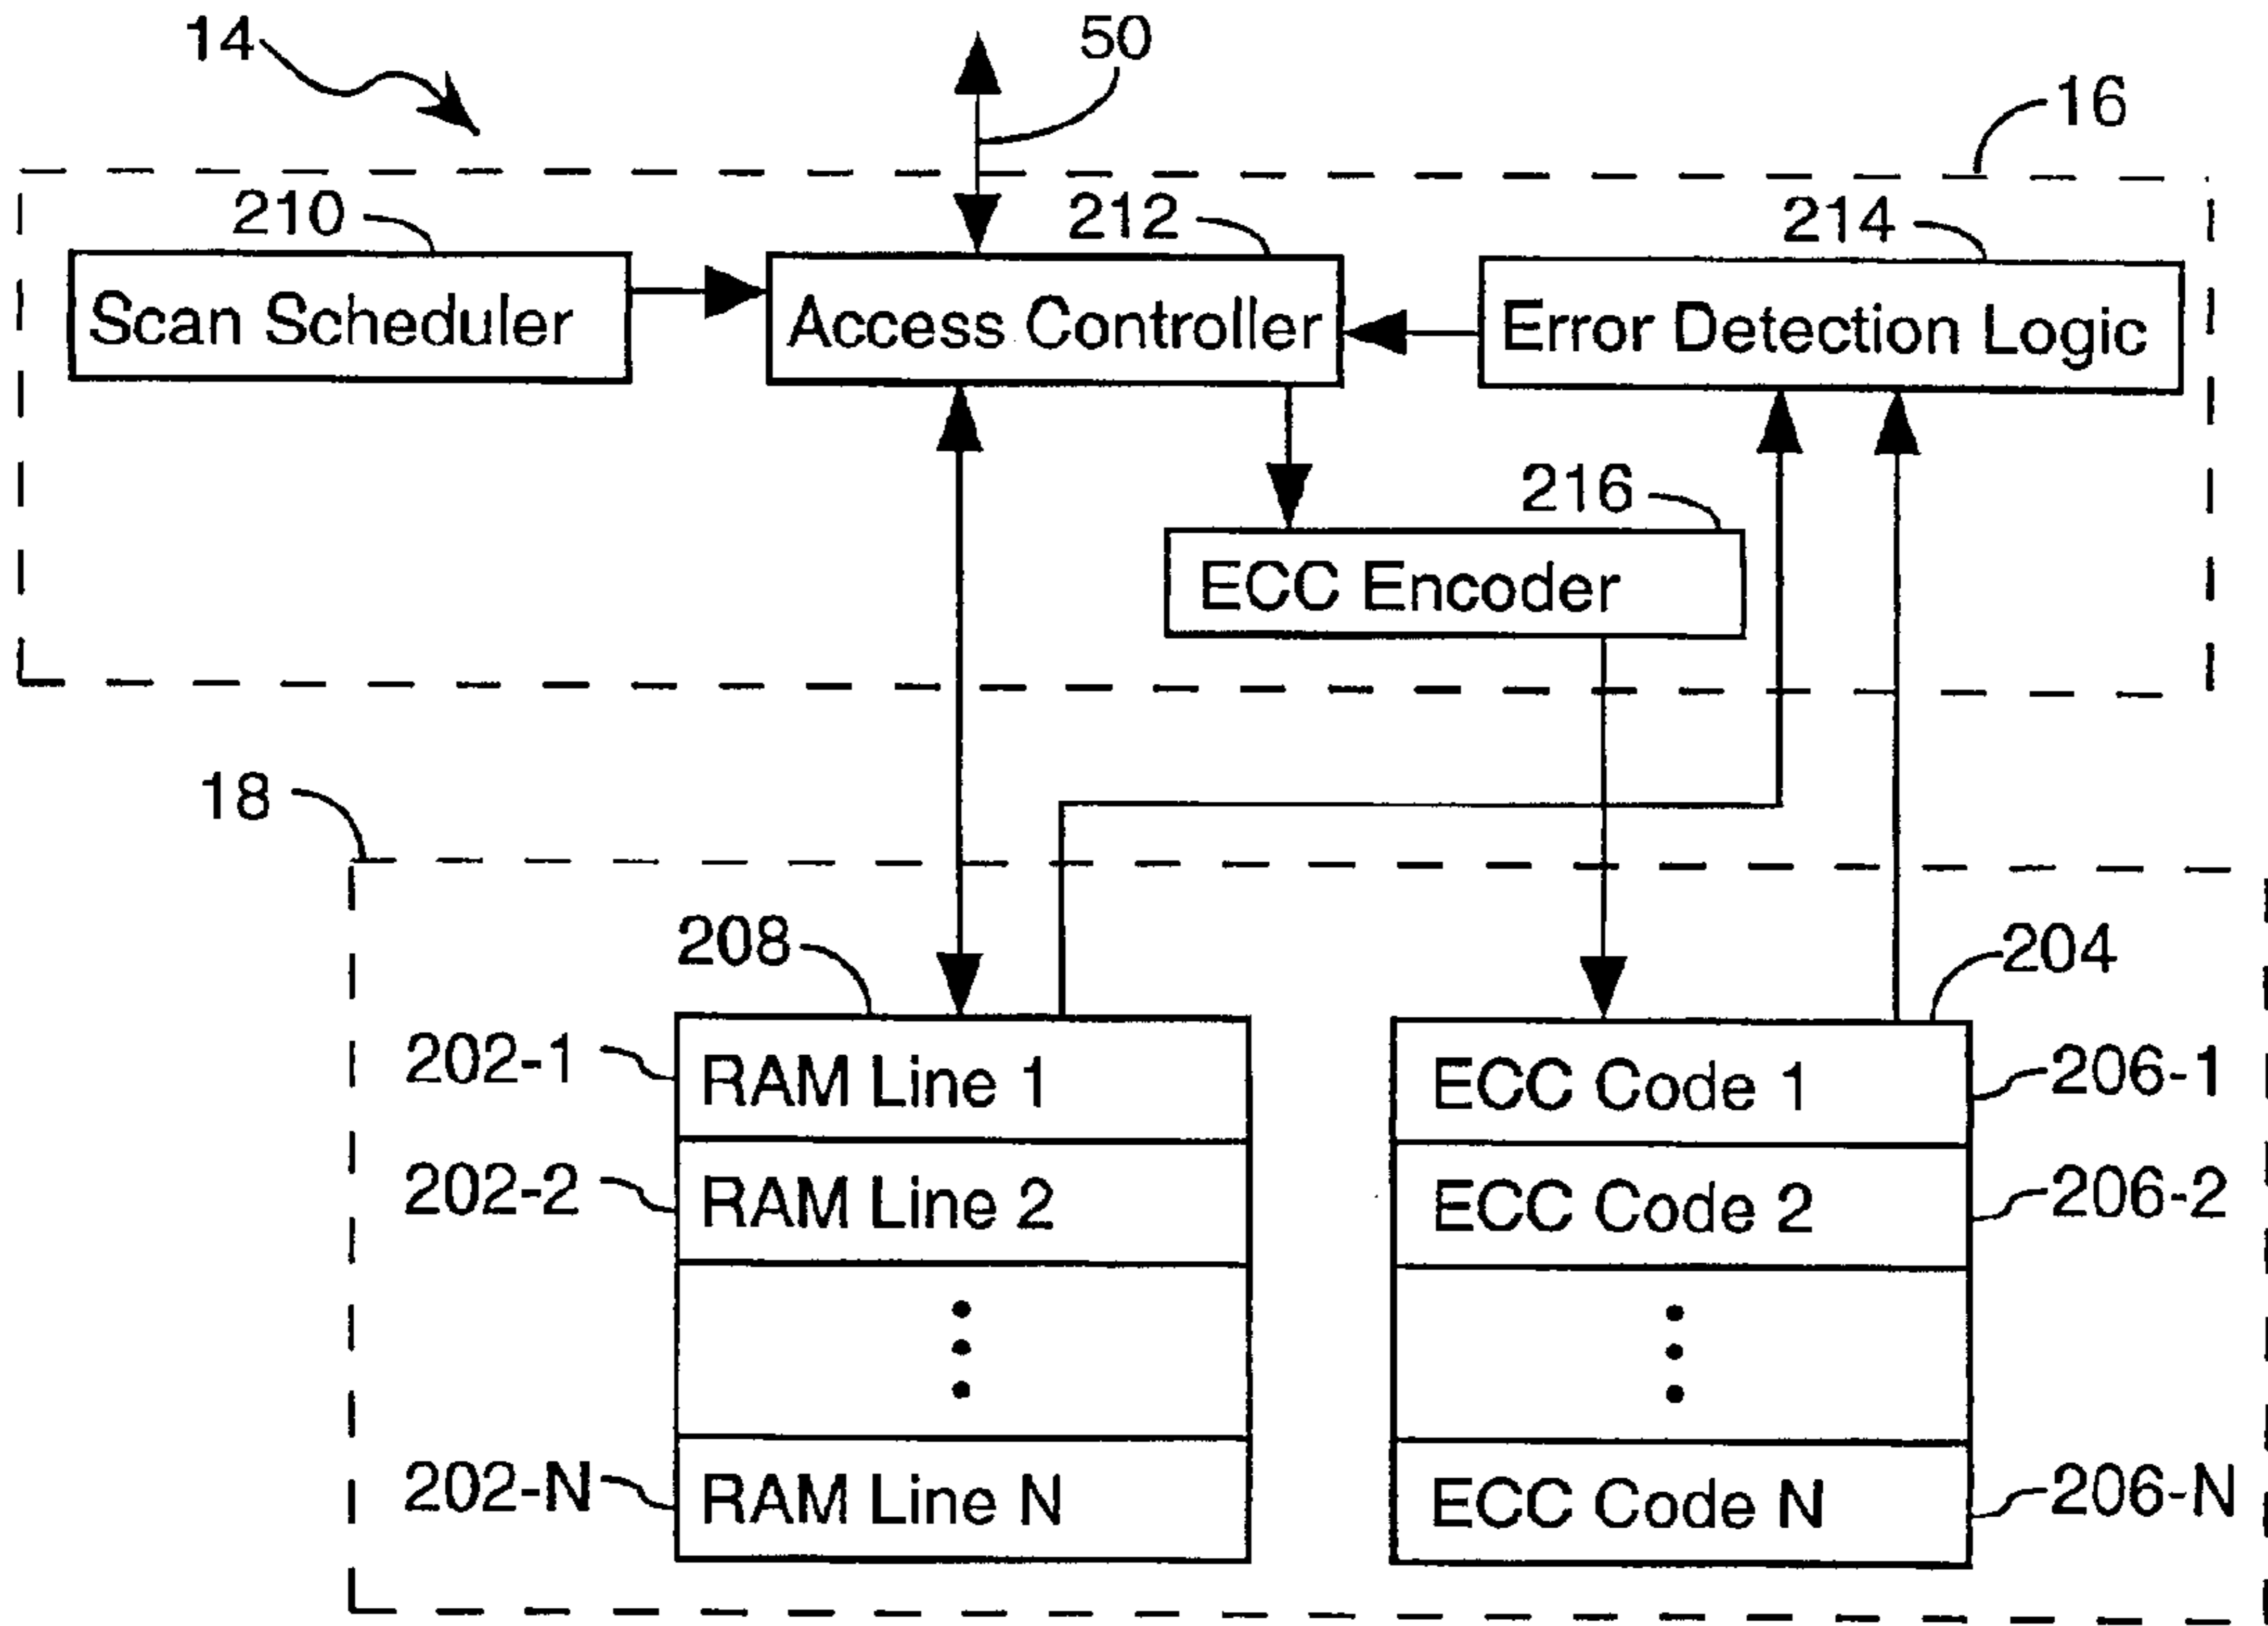 14
50
16
210
212
214
Scan Scheduler
Access Controller
Error Detection Logic
216
ECC Encoder
18
208
204
202-1
RAM Line 1
ECC Code 1
206-1
202-2
RAM Line 2
ECC Code 2
206-2
202-N
RAM Line N
ECC Code N
206-N